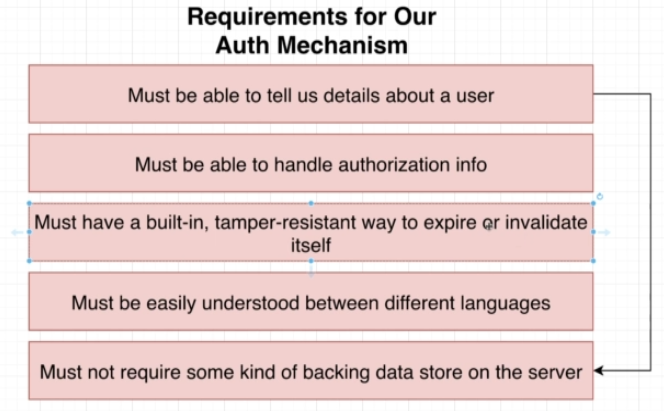 Requirements for Our
Auth Mechanism
Must be able to tell us details about a user
Must be able to handle authorization info
Must have a built-in, tamper-resistant way to expire or invalidate
itself
Must be easily understood between different languages
Must not require some kind of backing data store on the server